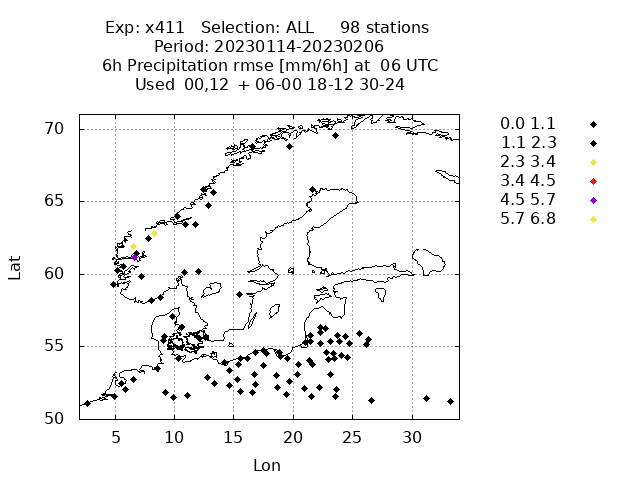 Exp: x411 Selection: ALL 98 stations
Period: 20230114-20230206
6h Precipitation rmse [mm/6h] at 06 UTC
Used 00,12 + 06-00 18-12 30-24
70
65
60
55
50
5 10 15 20 25 30
Lat
Lon
0.0 1.1
1.1 2.3
2.3 3.4
3.4 4.5
4.5 5.7
5.7 6.8